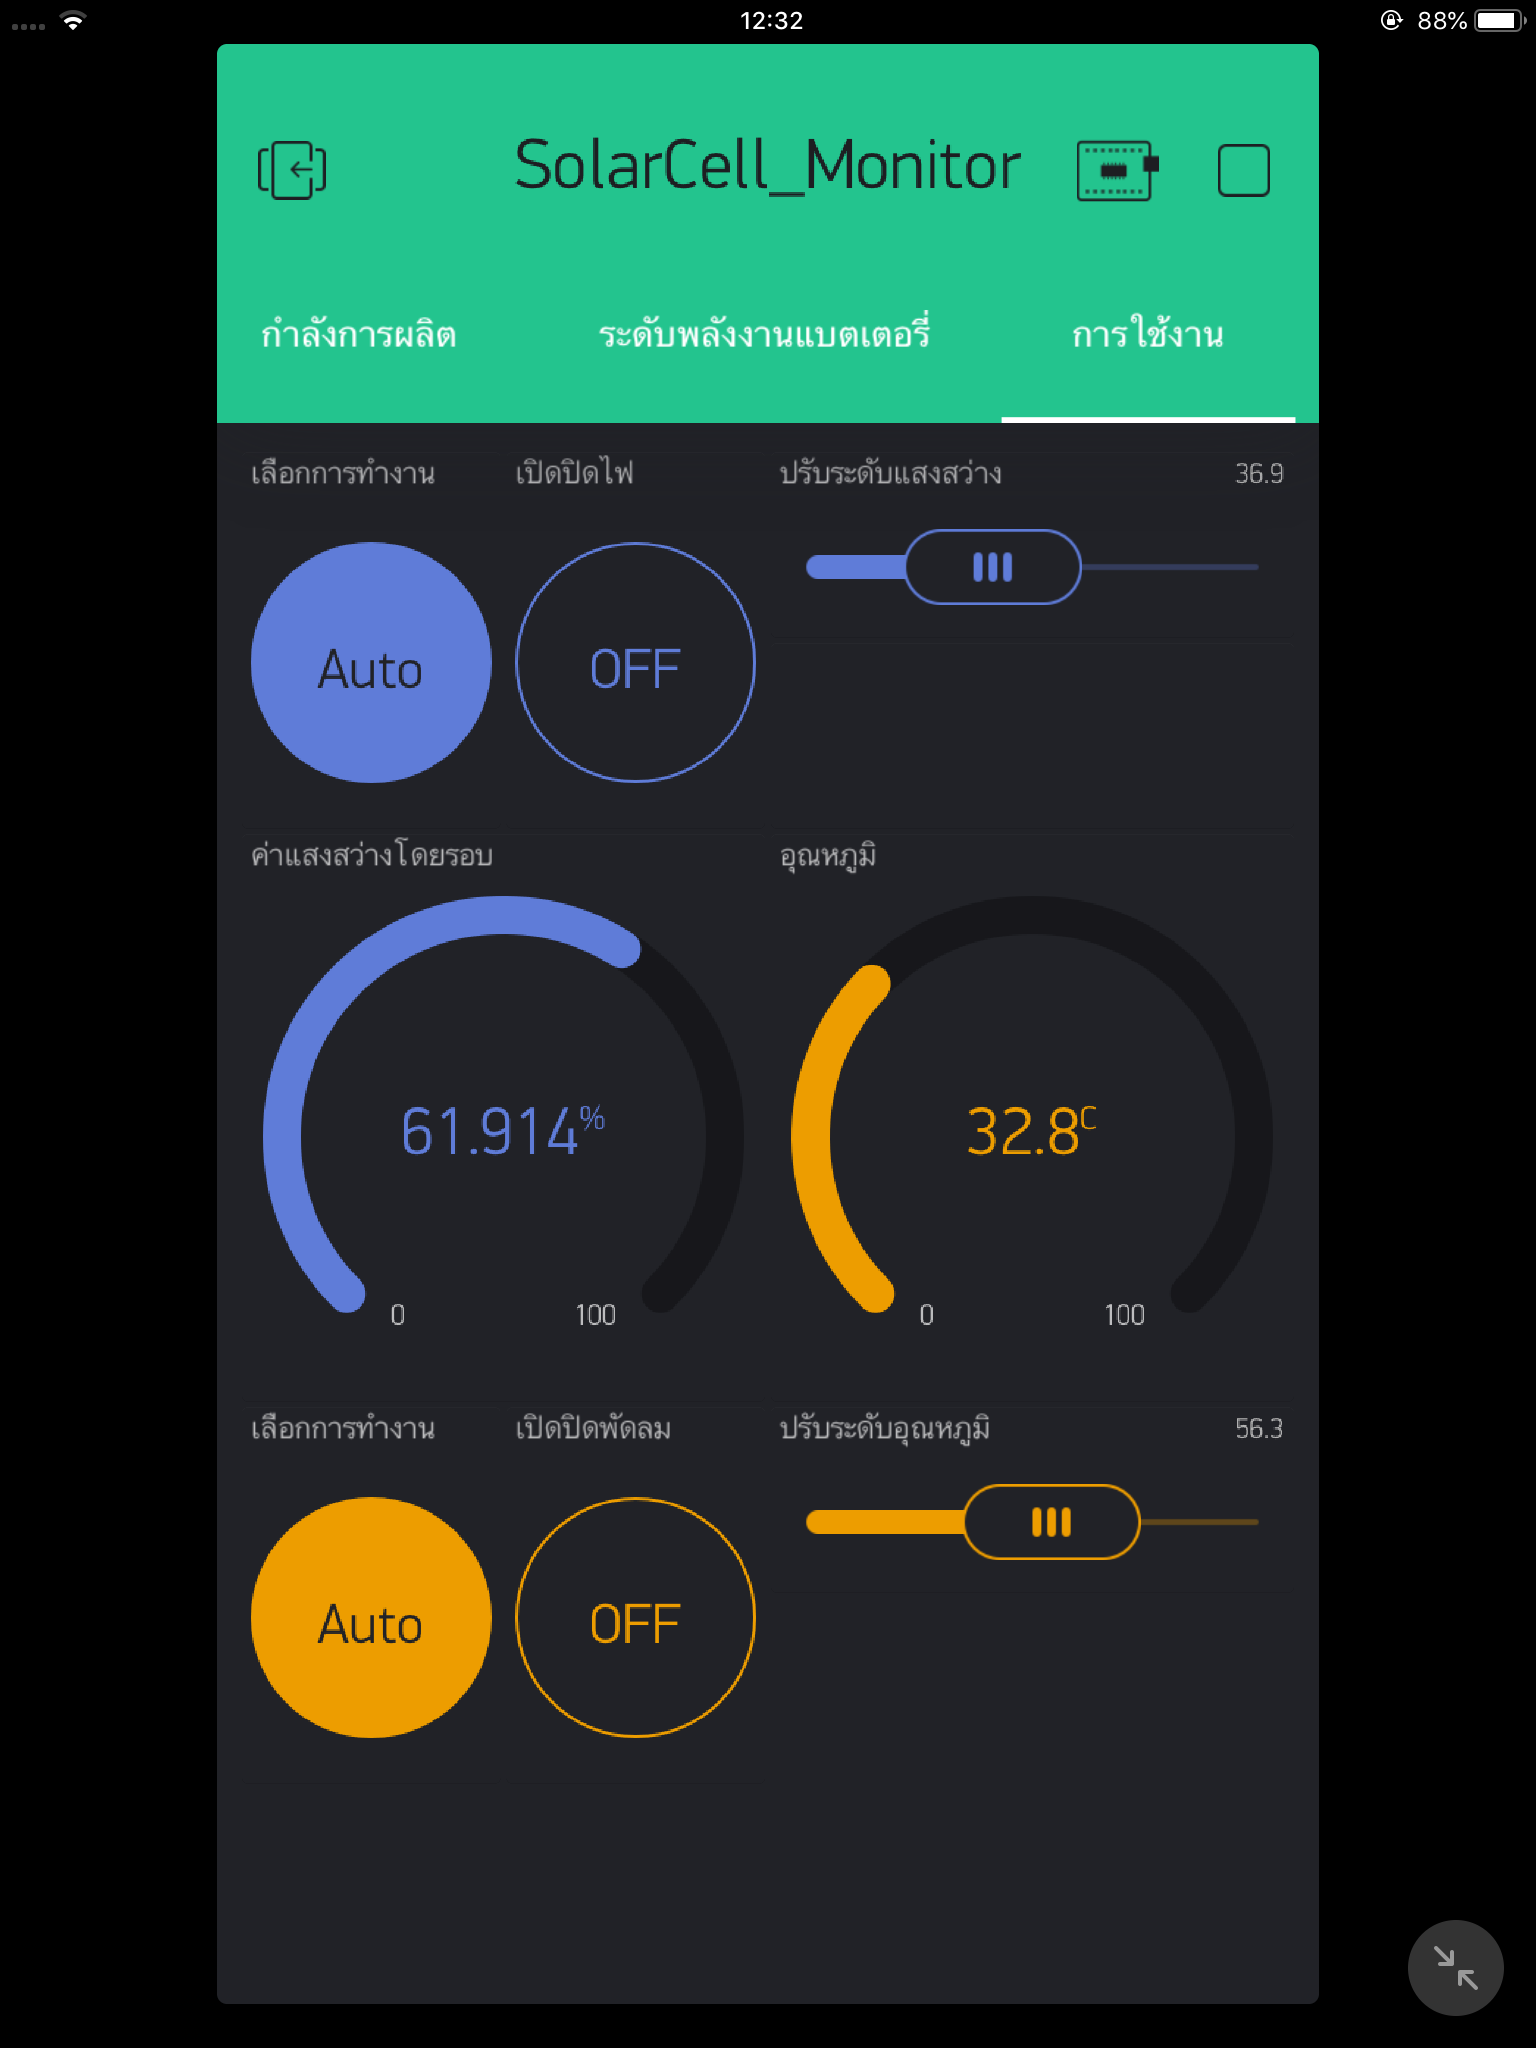 12:32
88%
SolarCell_Monitor
กำลังการผลิต
ระดับพลังงานแบตเตอรี่
การใช้งาน
เลือกการทำงาน
เปิดปิดไฟ
ปรับระดับแสงสว่าง
36.9
Auto
OFF
ค่าแสงสว่างโดยรอบ
อุณหภูมิ
61.914%
32.8C
0
100
0
100
เลือกการทำงาน
เปิดปิดพัดลม
ปรับระดับอุณหภูมิ
56.3
Auto
OFF